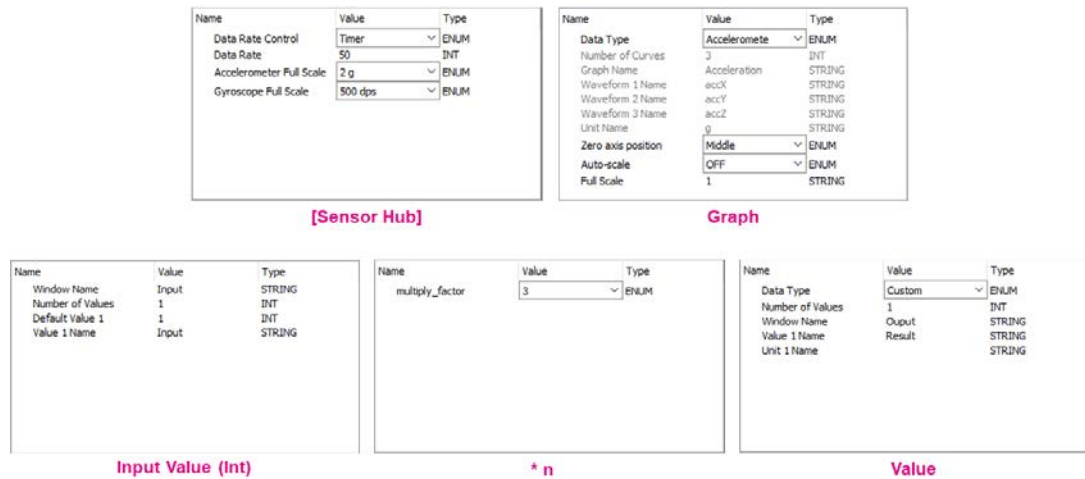 Name Value Type
Data Rate Control Timer ENUM
Data Rate 50 INT
Accelerometer Full Scale 2 g ENUM
Gyroscope Full Scale 500 dps ENUM
[Sensor Hub]
Name Value Type
Data Type Acceleromete ENUM
Number of Curves 3 INT
Graph Name Acceleration STRING
Waveform 1 Name accX STRING
Waveform 2 Name accY STRING
Waveform 3 Name accZ STRING
Unit Name g STRING
Zero axis position Middle ENUM
Auto-scale OFF ENUM
Full Scale 1 STRING
Graph
Name Value Type
Window Name Input STRING
Number of Values 1 INT
Default Value 1 1 INT
Value 1 Name Input STRING
Input Value (Int)
Name Value Type
multiply_factor 3 ENUM
* n
Name Value Type
Data Type Custom ENUM
Number of Values 1 INT
Window Name Ouput STRING
Value 1 Name Result STRING
Unit 1 Name STRING
Value